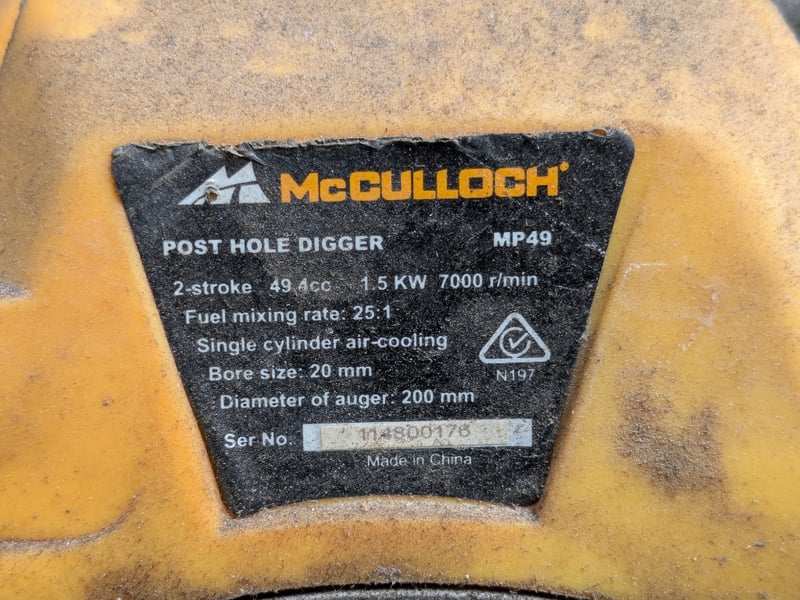 McCULLOCH
POST HOLE DIGGER MP49
2-stroke 49.4cc 1.5 KW 7000 r/min
Fuel mixing rate: 25:1
Single cylinder air-cooling
Bore size: 20 mm
N197
Diameter of auger: 200 mm
Ser No. 114800176
Made in China